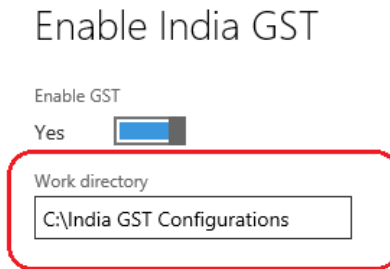 Enable India GST
Enable GST
Yes
Work directory
C:\India GST Configurations